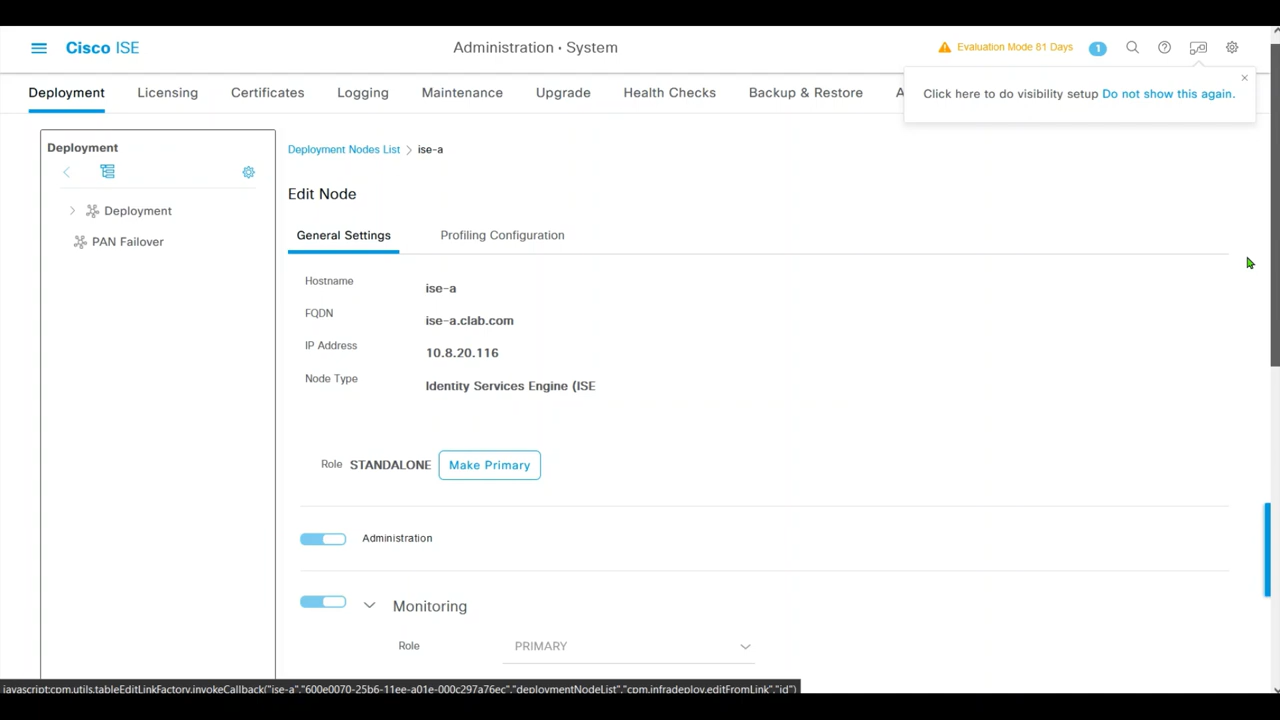 Cisco ISE
Administration · System
Evaluation Mode 81 Days
1
Deployment
Licensing
Certificates
Logging
Maintenance
Upgrade
Health Checks
Backup & Restore
A
Click here to do visibility setup Do not show this again.
Deployment
Deployment
PAN Failover
Deployment Nodes List > ise-a
Edit Node
General Settings
Profiling Configuration
Hostname
ise-a
FQDN
ise-a.clab.com
IP Address
10.8.20.116
Node Type
Identity Services Engine (ISE
Role STANDALONE Make Primary
Administration
Monitoring
Role
PRIMARY
javascript:cpm.utils.tableEditLinkFactory.invokeCallback("ise-a","600e0070-25b6-11ee-a01e-000c297a76ec","deploymentNodeList","cpm.infradeploy.editFromLink","id")